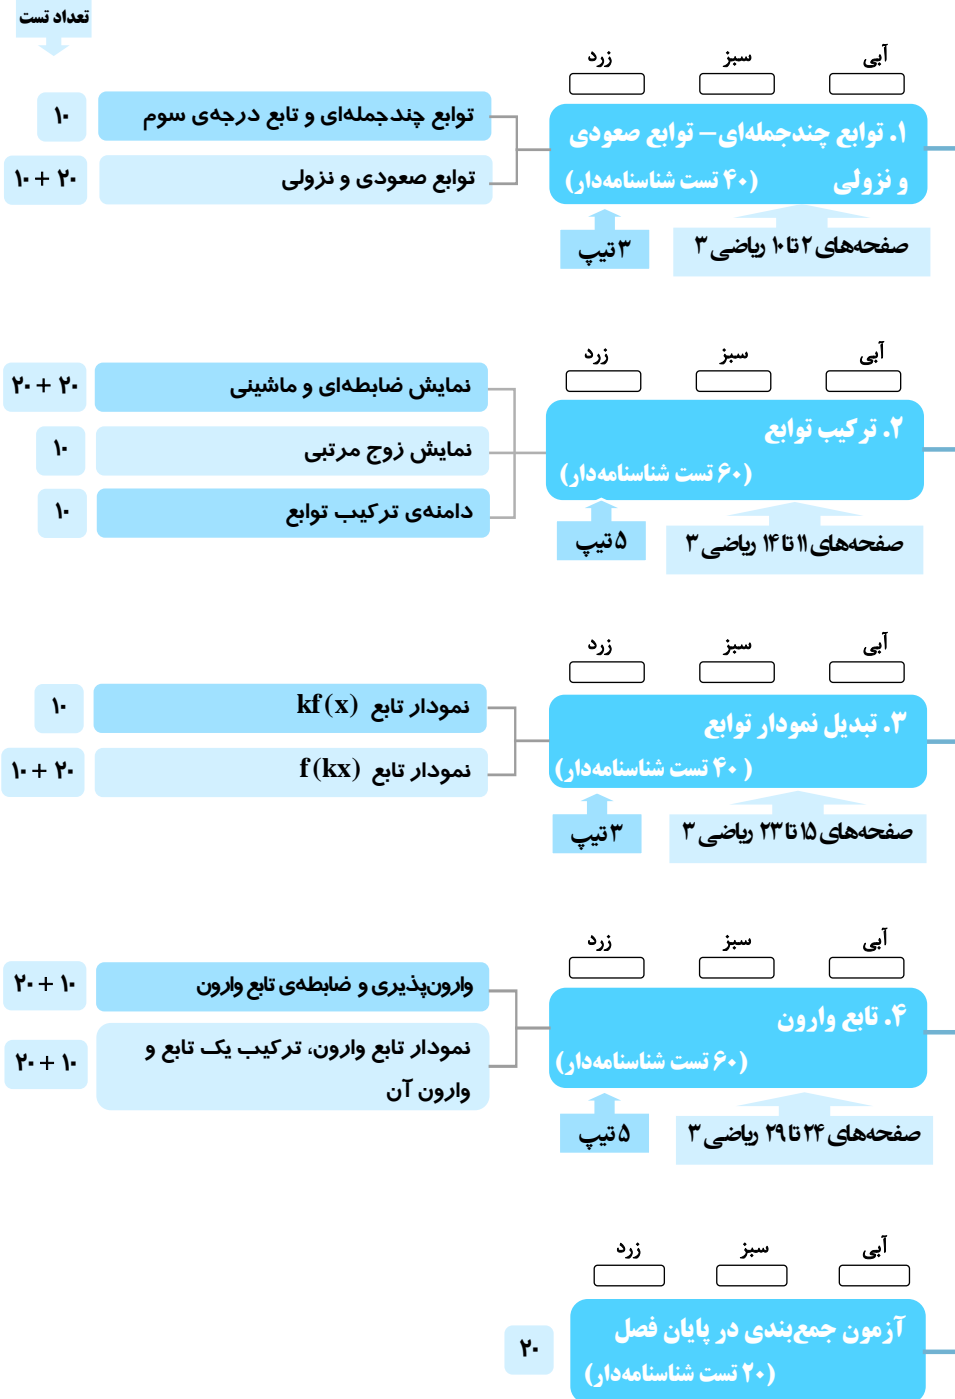 تعداد تست
آبی سبز زرد
۱. توابع چندجمله‌ای – توابع صعودی
و نزولی (۴۰ تست شناسنامه‌دار)
توابع چندجمله‌ای و تابع درجه‌ی سوم ۱۰
توابع صعودی و نزولی ۲۰ + ۱۰
صفحه‌های ۲ تا ۱۰ ریاضی ۳
۳ تیپ
آبی سبز زرد
۲. ترکیب توابع
(۶۰ تست شناسنامه‌دار)
نمایش ضابطه‌ای و ماشینی ۲۰ + ۲۰
نمایش زوج مرتبی ۱۰
دامنه‌ی ترکیب توابع ۱۰
صفحه‌های ۱۱ تا ۱۴ ریاضی ۳
۵ تیپ
آبی سبز زرد
۳. تبدیل نمودار توابع
(۴۰ تست شناسنامه‌دار)
نمودار تابع kf(x) ۱۰
نمودار تابع f(kx) ۲۰ + ۱۰
صفحه‌های ۱۵ تا ۲۳ ریاضی ۳
۳ تیپ
آبی سبز زرد
۴. تابع وارون
(۶۰ تست شناسنامه‌دار)
وارون‌پذیری و ضابطه‌ی تابع وارون ۱۰ + ۲۰
نمودار تابع وارون، ترکیب یک تابع و
وارون آن ۱۰ + ۲۰
صفحه‌های ۲۴ تا ۲۹ ریاضی ۳
۵ تیپ
آبی سبز زرد
آزمون جمع‌بندی در پایان فصل
(۲۰ تست شناسنامه‌دار) ۲۰